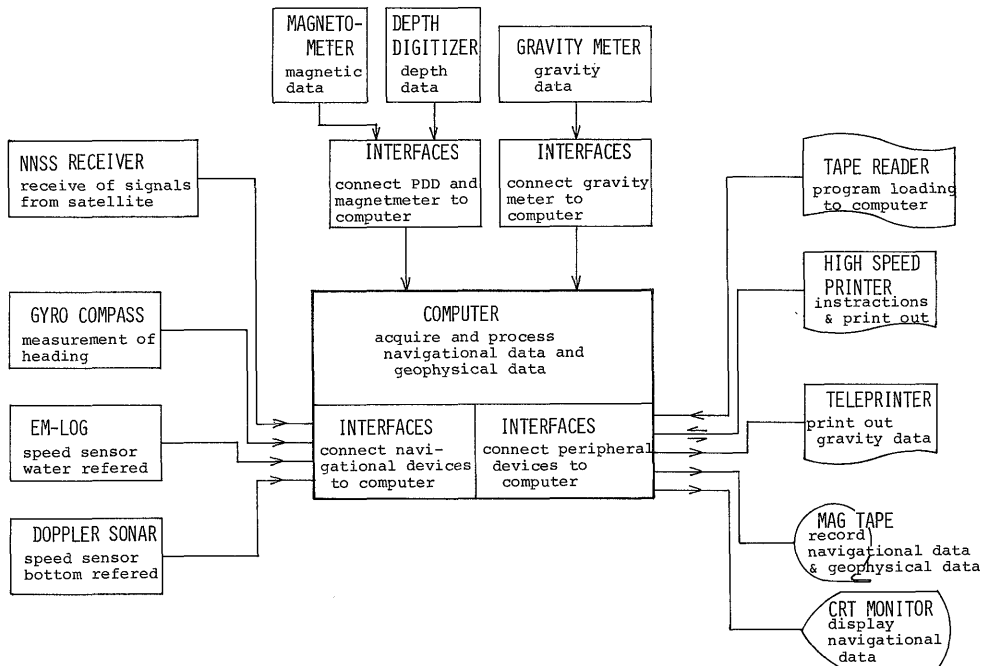 MAGNETO-
METER
magnetic
data
DEPTH
DIGITIZER
depth
data
GRAVITY METER
gravity
data
INTERFACES
connect PDD and
magnetmeter to
computer
INTERFACES
connect gravity
meter to
computer
NNSS RECEIVER
receive of signals
from satellite
GYRO COMPASS
measurement of
heading
EM-LOG
speed sensor
water refered
DOPPLER SONAR
speed sensor
bottom refered
COMPUTER
acquire and process
navigational data and
geophysical data
INTERFACES
connect navi-
gational devices
to computer
INTERFACES
connect peripheral
devices to
computer
TAPE READER
program loading
to computer
HIGH SPEED
PRINTER
instractions
& print out
TELEPRINTER
print out
gravity data
MAG TAPE
record
navigational data
& geophysical data
CRT MONITOR
display
navigational
data